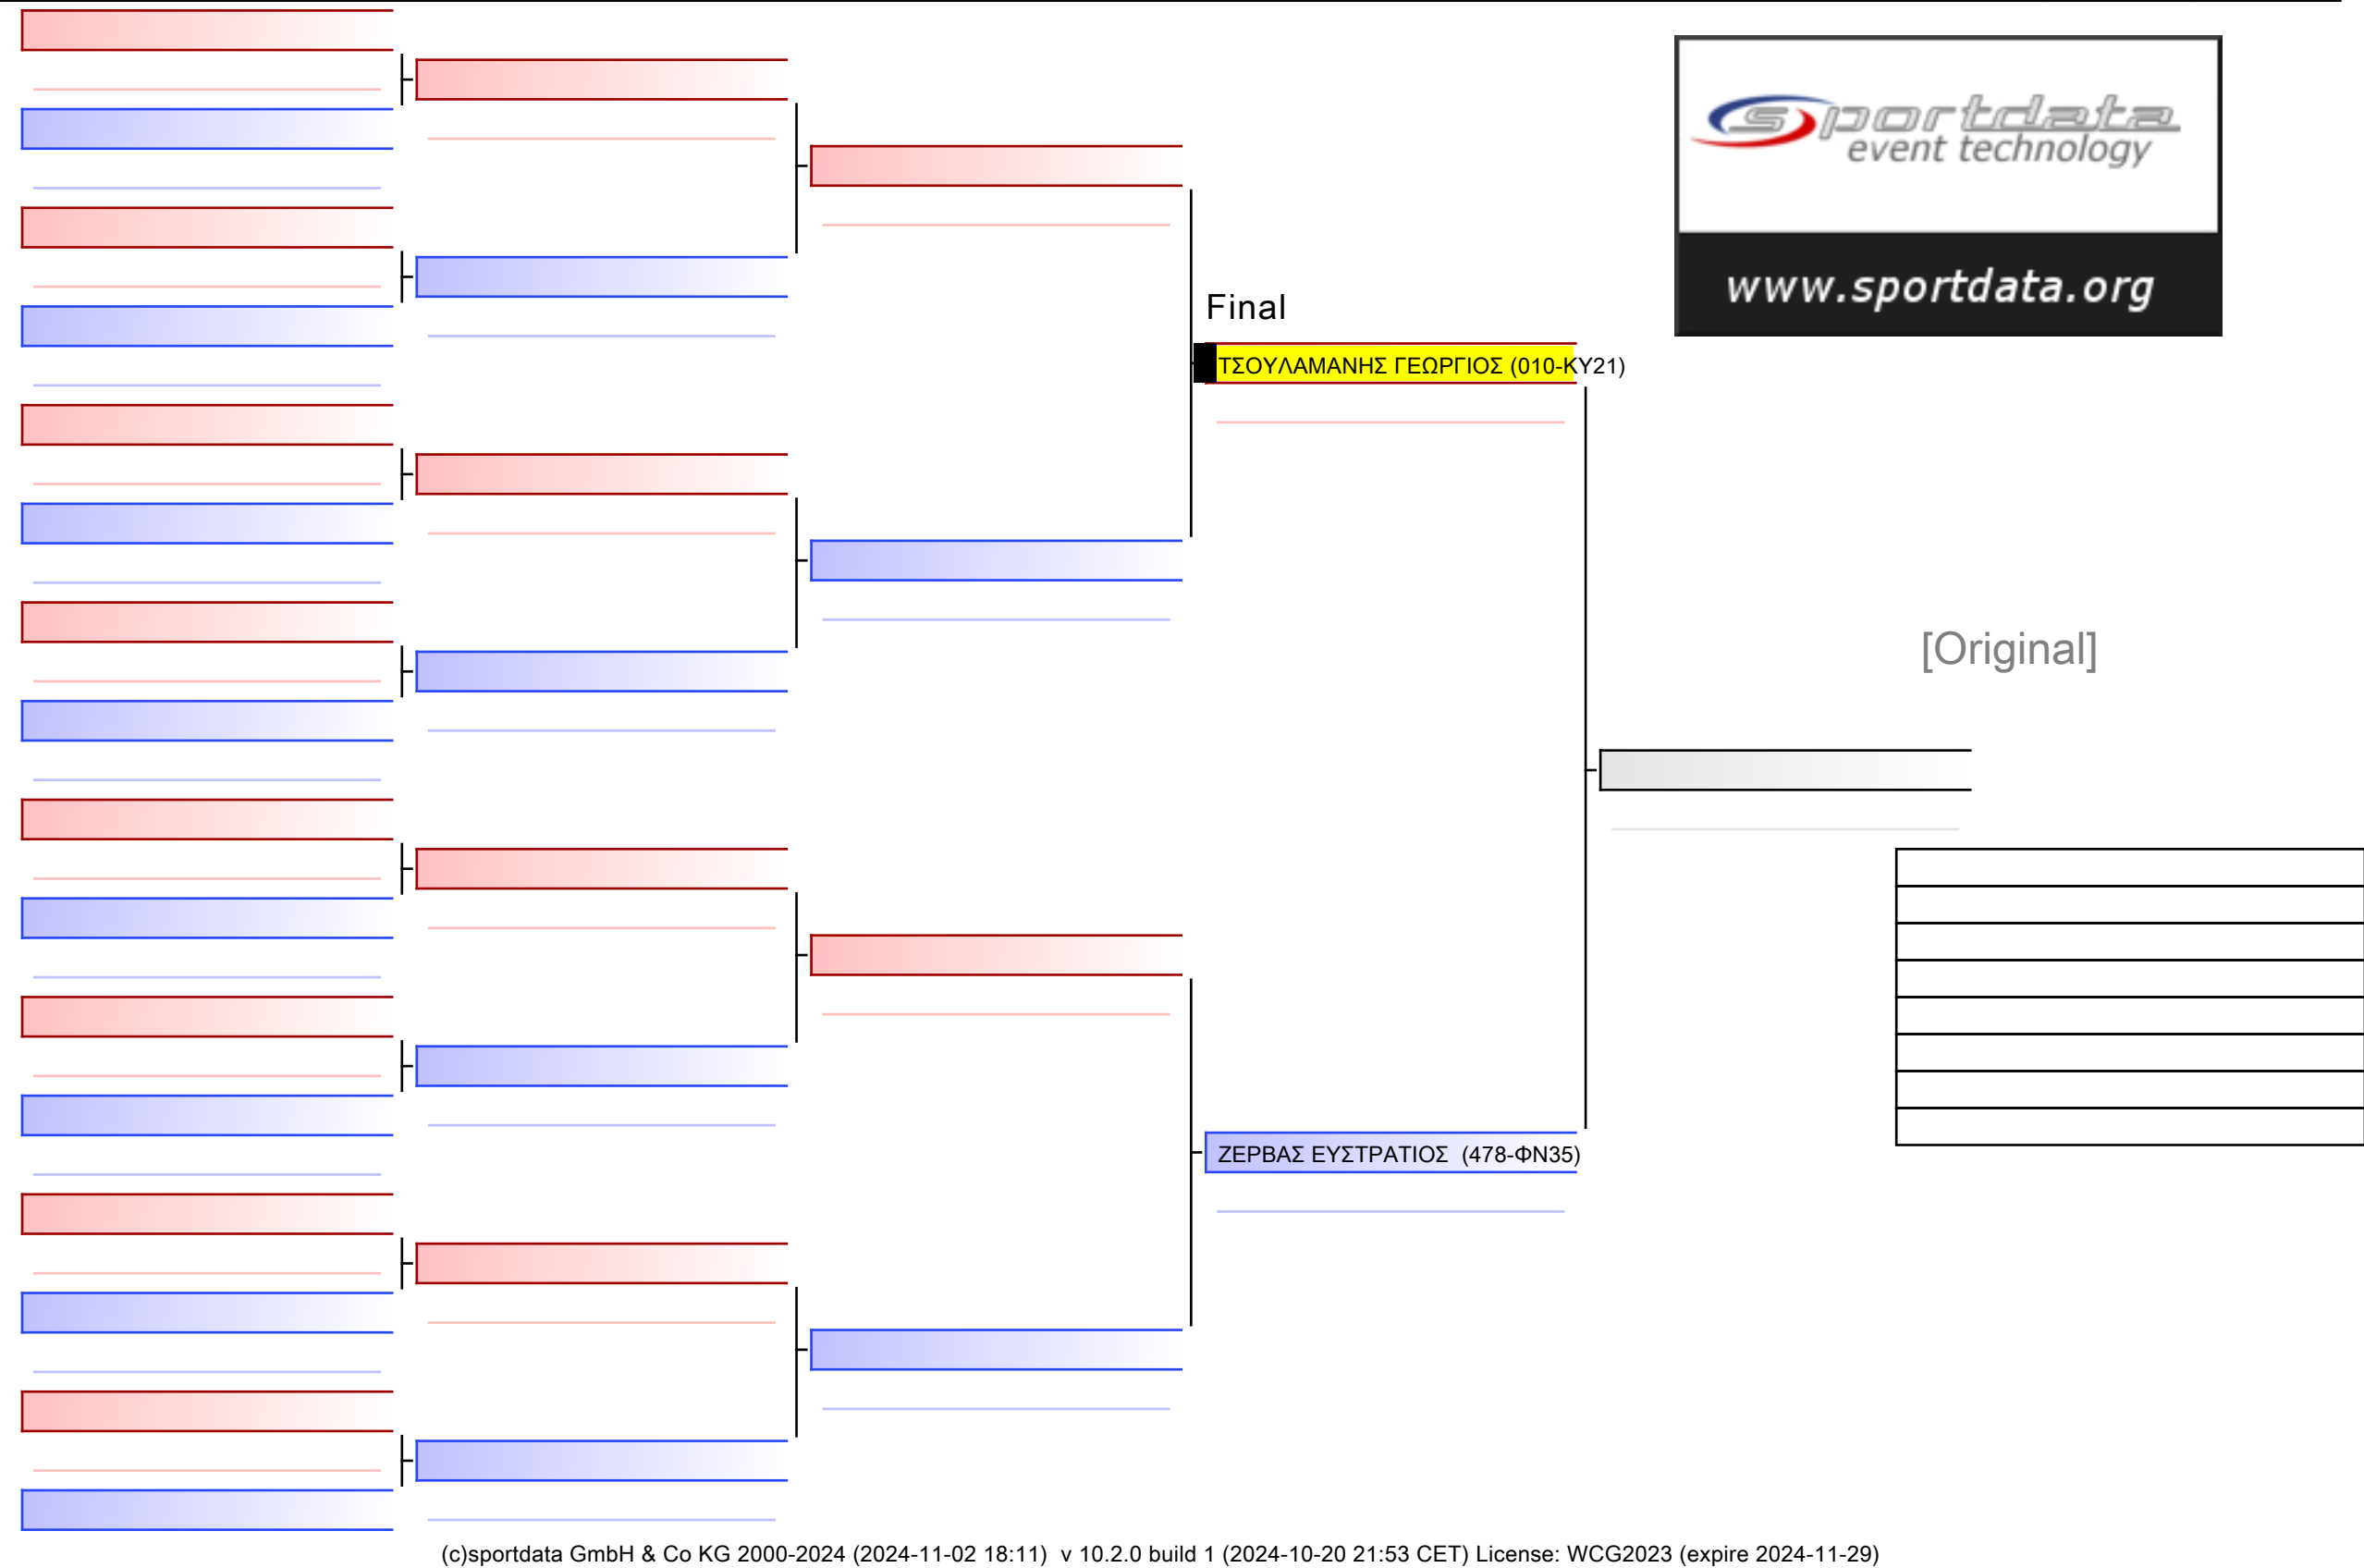 sportdata
event technology
www.sportdata.org
Final
ΤΣΟΥΛΑΜΑΝΗΣ ΓΕΩΡΓΙΟΣ (010-ΚΥ21)
[Original]
ΖΕΡΒΑΣ ΕΥΣΤΡΑΤΙΟΣ (478-ΦΝ35)
(c)sportdata GmbH & Co KG 2000-2024 (2024-11-02 18:11) v 10.2.0 build 1 (2024-10-20 21:53 CET) License: WCG2023 (expire 2024-11-29)